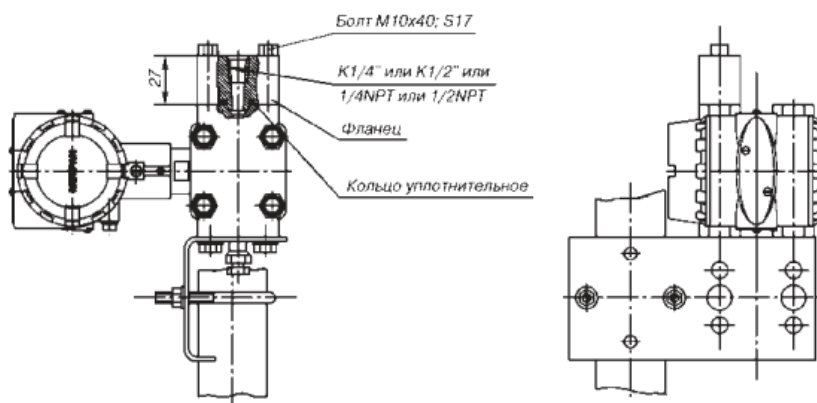 Болт М10х40; S17
27
К1/4" или К1/2" или
1/4NPT или 1/2NPT
Фланец
Кольцо уплотнительное